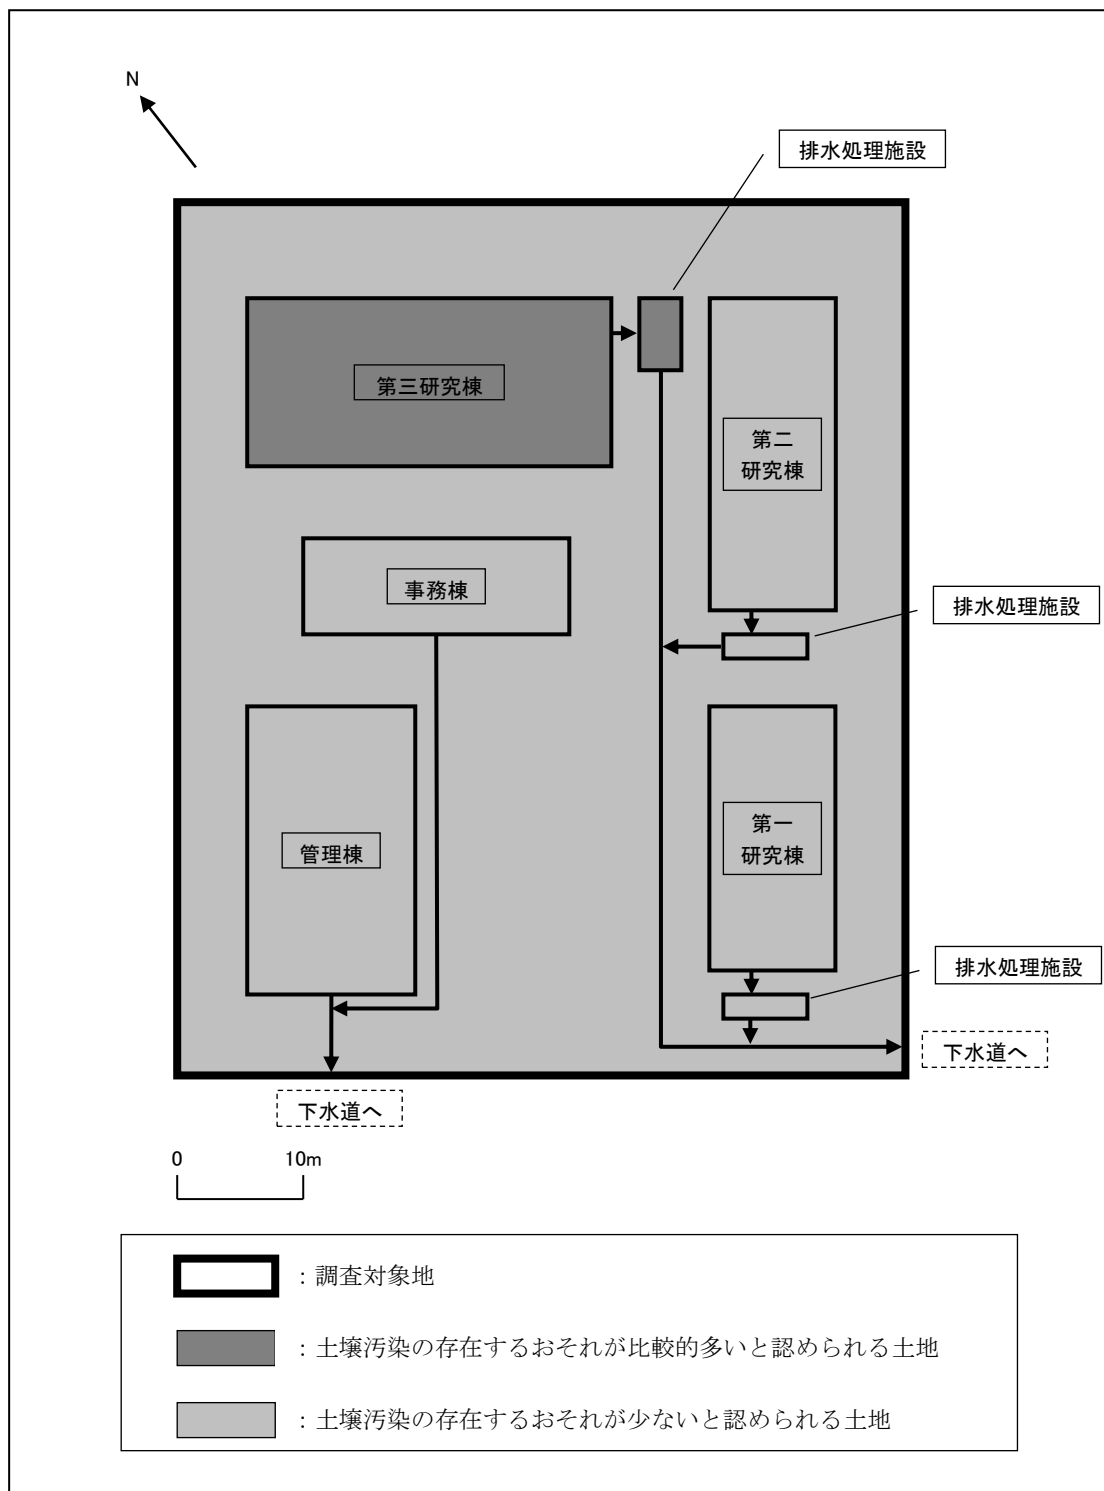 N
排水処理施設
第三研究棟
第二
研究棟
事務棟
排水処理施設
管理棟
第一
研究棟
排水処理施設
下水道へ
下水道へ
0 10m
：調査対象地
：土壌汚染の存在するおそれが比較的多いと認められる土地
：土壌汚染の存在するおそれが少ないと認められる土地